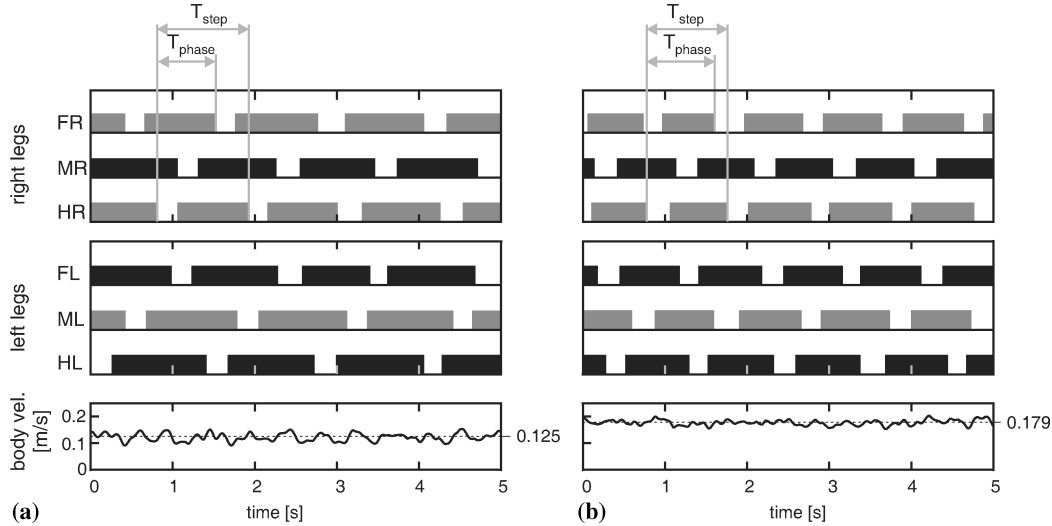 T_step
T_phase
T_step
T_phase
right legs
FR
MR
HR
left legs
FL
ML
HL
body vel.
[m/s]
0.2
0.1
0
0.125
0.179
0 1 2 3 4 5
0 1 2 3 4 5
(a)
time [s]
(b)
time [s]